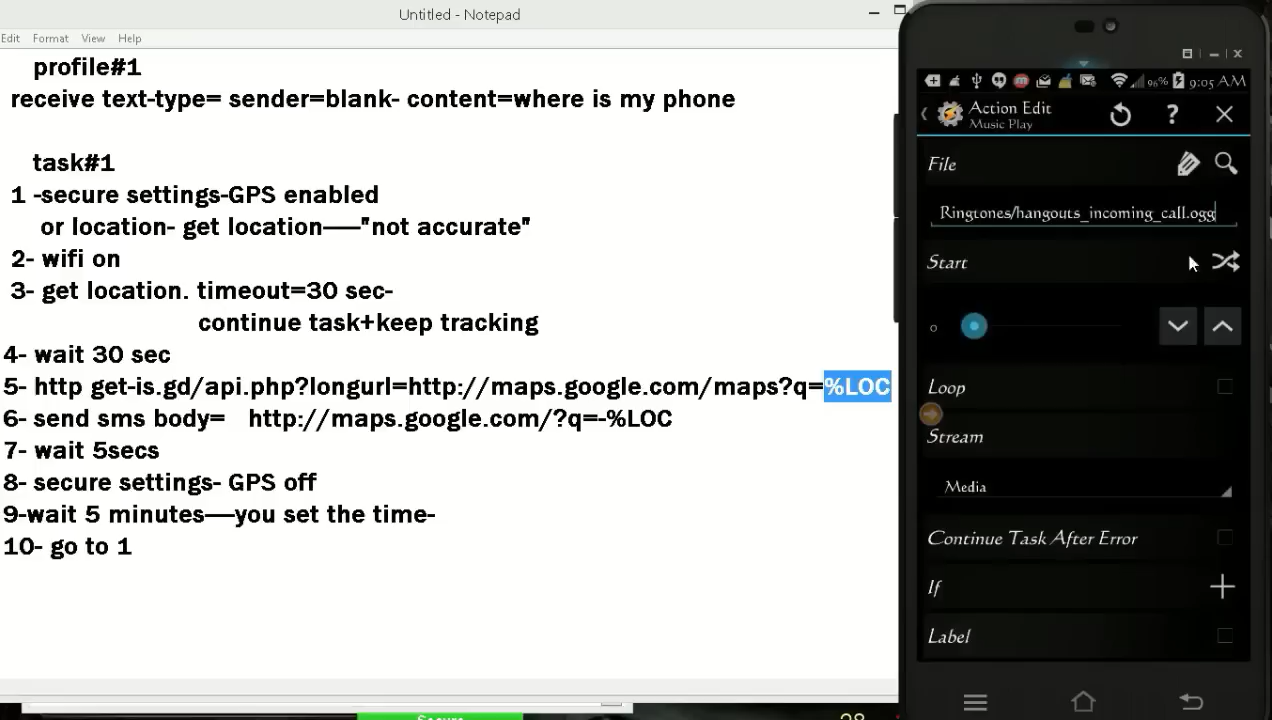 Untitled - Notepad
Edit Format View Help
profile#1
receive text-type= sender=blank- content=where is my phone
task#1
1 -secure settings-GPS enabled
or location- get location----"not accurate"
2- wifi on
3- get location. timeout=30 sec-
continue task+keep tracking
4- wait 30 sec
5- http get-is.gd/api.php?longurl=http://maps.google.com/maps?q=%LOC
6- send sms body= http://maps.google.com/?q=-%LOC
7- wait 5secs
8- secure settings- GPS off
9-wait 5 minutes---you set the time-
10- go to 1
96% 9:05 AM
Action Edit
Music Play
File
Ringtones/hangouts_incoming_call.ogg
Start
0
Loop
Stream
Media
Continue Task After Error
If
Label